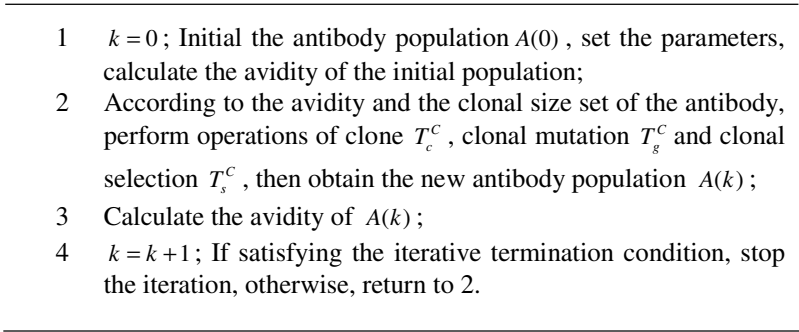 1 k = 0 ; Initial the antibody population A(0) , set the parameters,
calculate the avidity of the initial population;
2 According to the avidity and the clonal size set of the antibody,
perform operations of clone T_c^C , clonal mutation T_g^C and clonal
selection T_s^C , then obtain the new antibody population A(k) ;
3 Calculate the avidity of A(k) ;
4 k = k +1 ; If satisfying the iterative termination condition, stop
the iteration, otherwise, return to 2.